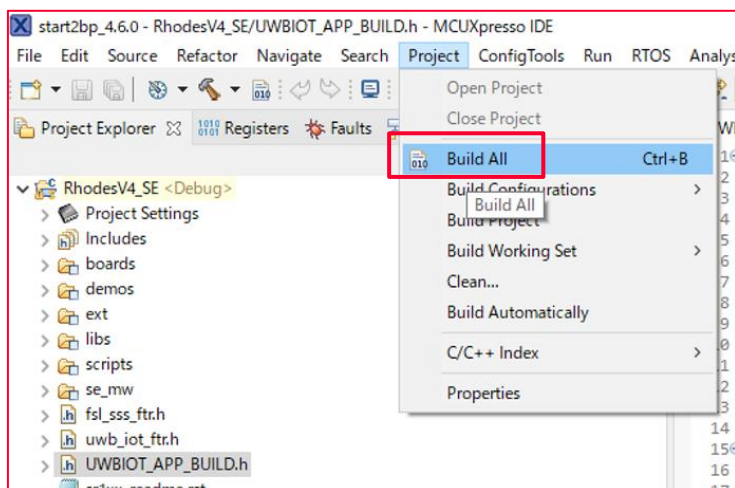 start2bp_4.6.0 - RhodesV4_SE/UWBIOT_APP_BUILD.h - MCUXpresso IDE
File Edit Source Refactor Navigate Search Project ConfigTools Run RTOS Analys
Project Explorer Registers Faults
Open Project
Close Project
Build All Ctrl+B
Build Configurations
Build All
Build Project
Build Working Set
Clean...
Build Automatically
C/C++ Index
Properties
RhodesV4_SE <Debug>
Project Settings
Includes
boards
demos
ext
libs
scripts
se_mw
fsl_sss_ftr.h
uwb_iot_ftr.h
UWBIOT_APP_BUILD.h
14
15
16